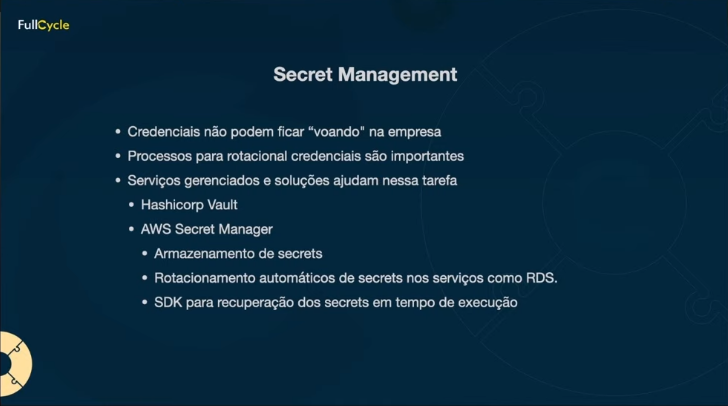 FullCycle
Secret Management
• Credenciais não podem ficar “voando" na empresa
• Processos para rotacional credenciais são importantes
• Serviços gerenciados e soluções ajudam nessa tarefa
• Hashicorp Vault
• AWS Secret Manager
• Armazenamento de secrets
• Rotacionamento automáticos de secrets nos serviços como RDS.
• SDK para recuperação dos secrets em tempo de execução